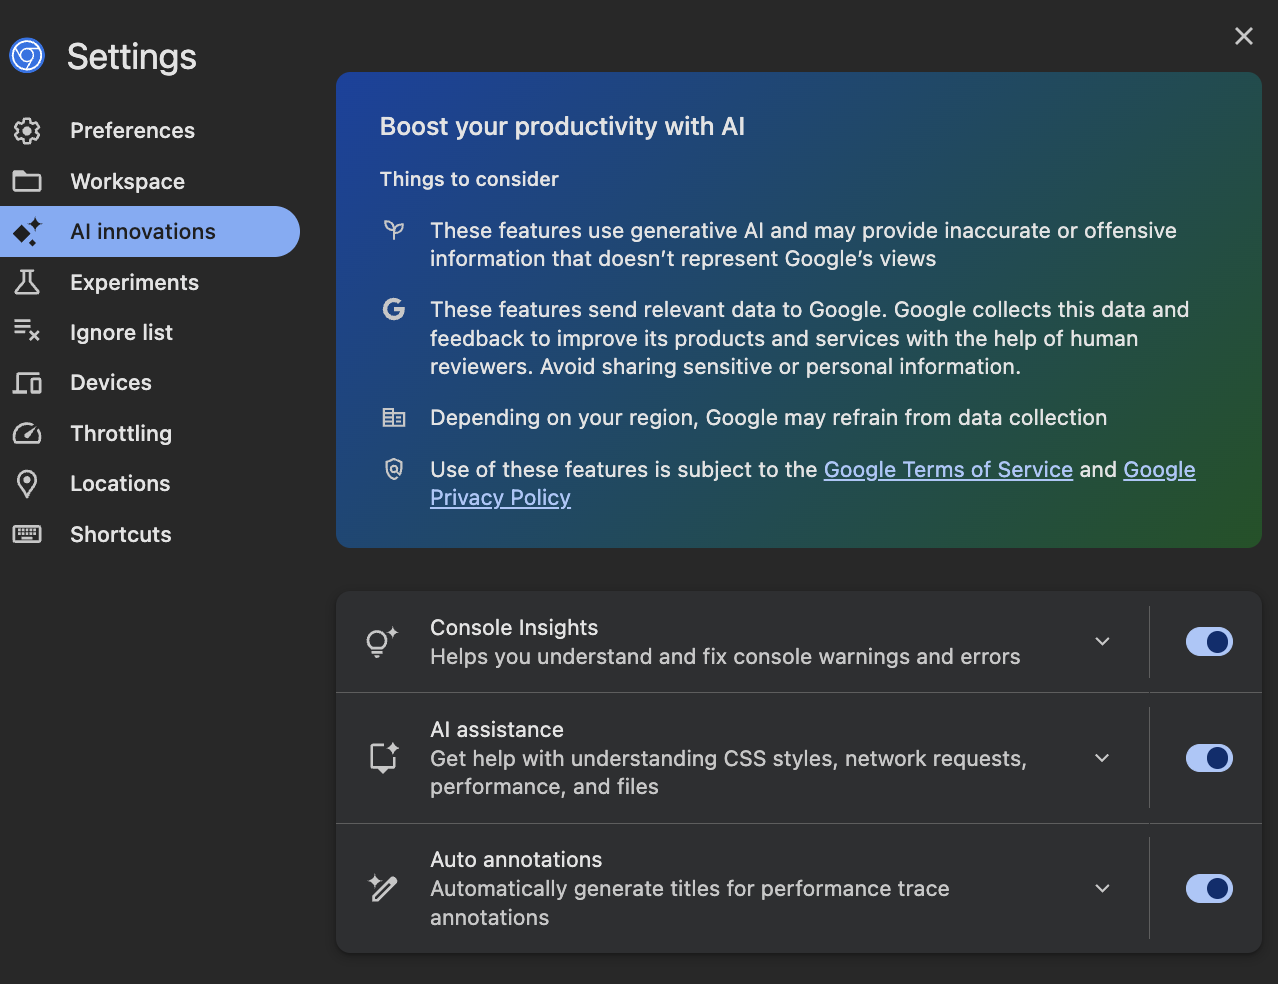 Settings
Preferences
Workspace
AI innovations
Experiments
Ignore list
Devices
Throttling
Locations
Shortcuts
Boost your productivity with AI
Things to consider
These features use generative AI and may provide inaccurate or offensive
information that doesn’t represent Google’s views
These features send relevant data to Google. Google collects this data and
feedback to improve its products and services with the help of human
reviewers. Avoid sharing sensitive or personal information.
Depending on your region, Google may refrain from data collection
Use of these features is subject to the Google Terms of Service and Google
Privacy Policy
Console Insights
Helps you understand and fix console warnings and errors
AI assistance
Get help with understanding CSS styles, network requests,
performance, and files
Auto annotations
Automatically generate titles for performance trace
annotations